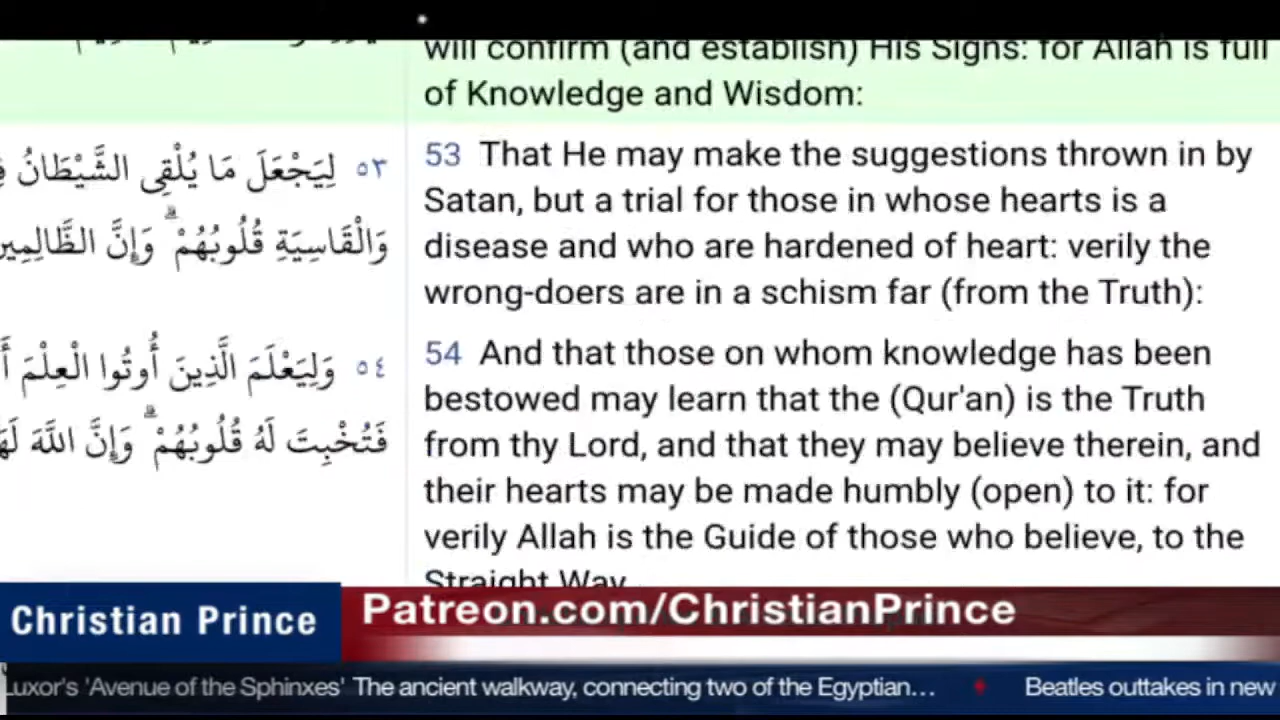 will confirm (and establish) His Signs: for Allah is full
of Knowledge and Wisdom:
٥٣ لِيَجْعَلَ مَا يُلْقِى الشَّيْطَانُ
وَالْقَاسِيَةِ قُلُوبُهُمْ ۗ وَإِنَّ الظَّالِمِين
53 That He may make the suggestions thrown in by
Satan, but a trial for those in whose hearts is a
disease and who are hardened of heart: verily the
wrong-doers are in a schism far (from the Truth):
٥٤ وَلِيَعْلَمَ الَّذِينَ أُوتُوا الْعِلْمَ
فَتُخْبِتَ لَهُ قُلُوبُهُمْ ۗ وَإِنَّ اللَّهَ
54 And that those on whom knowledge has been
bestowed may learn that the (Qur'an) is the Truth
from thy Lord, and that they may believe therein, and
their hearts may be made humbly (open) to it: for
verily Allah is the Guide of those who believe, to the
Straight Way.
Christian Prince
Patreon.com/ChristianPrince
Luxor's 'Avenue of the Sphinxes' The ancient walkway, connecting two of the Egyptian… ♦ Beatles outtakes in new